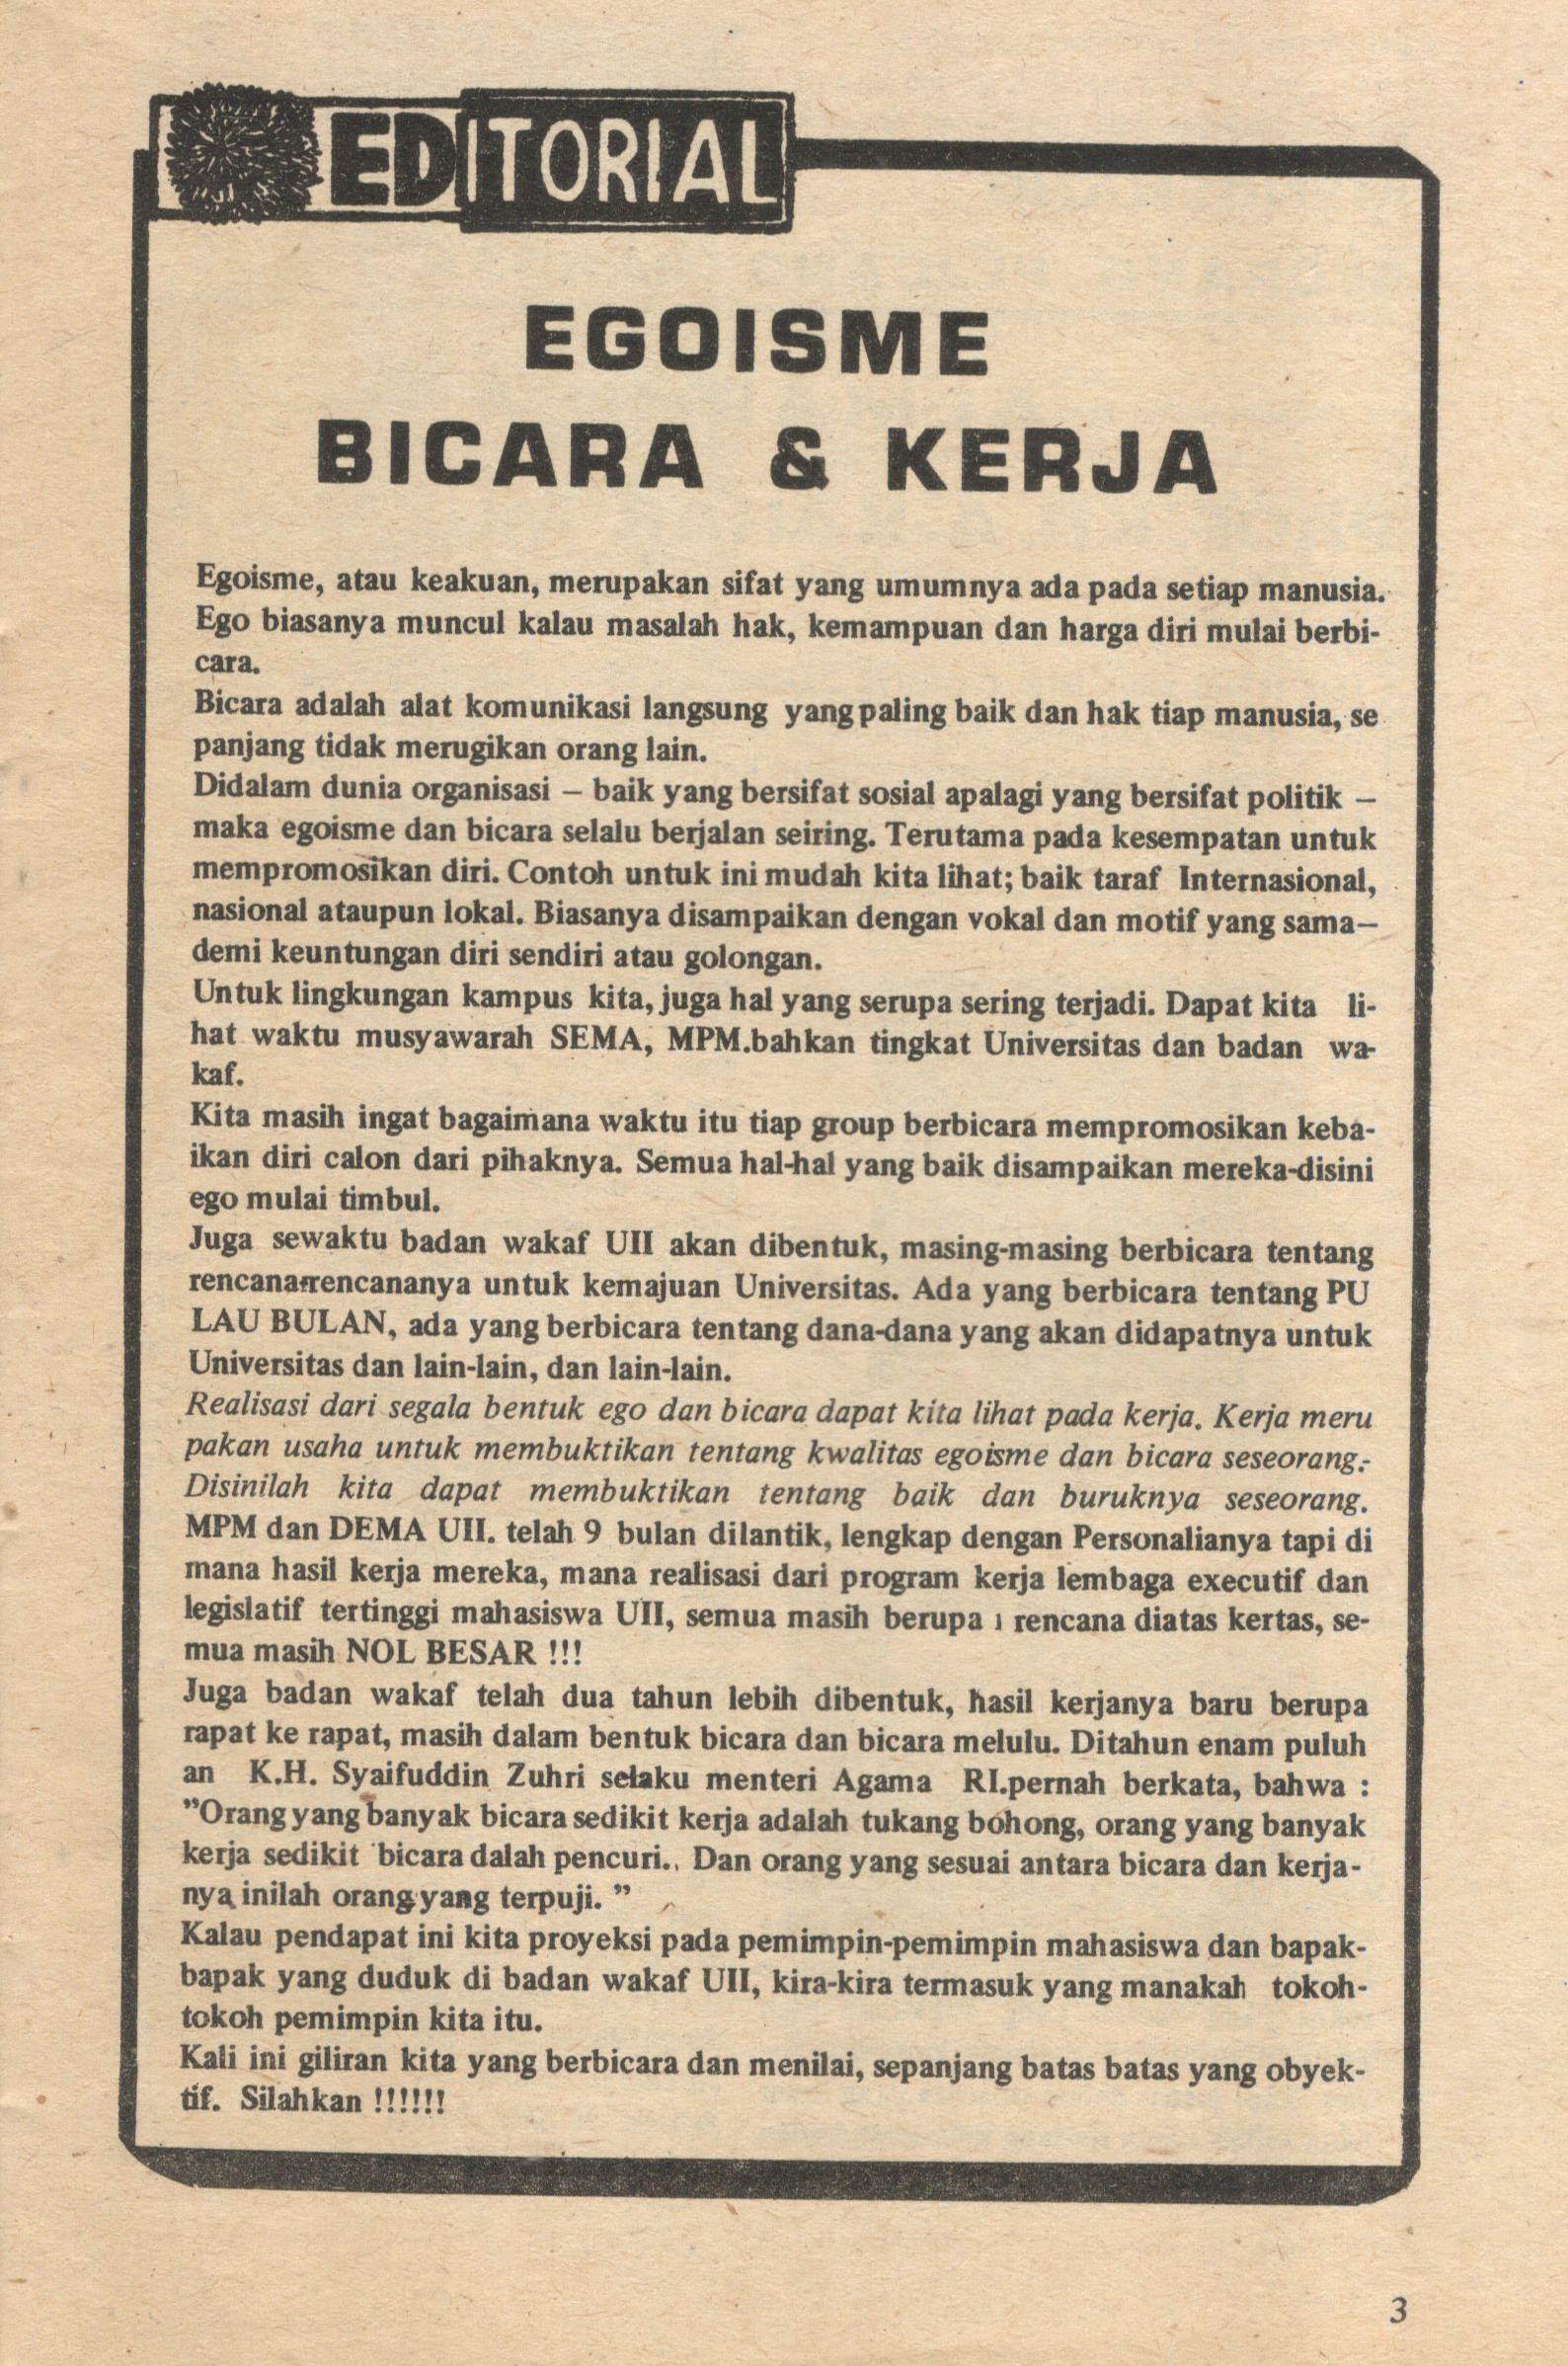 EDITORIAL
EGOISME
BICARA & KERJA
Egoisme, atau keakuan, merupakan sifat yang umumnya ada pada setiap manusia.
Ego biasanya muncul kalau masalah hak, kemampuan dan harga diri mulai berbi-
cara.
Bicara adalah alat komunikasi langsung yang paling baik dan hak tiap manusia, se
panjang tidak merugikan orang lain.
Didalam dunia organisasi – baik yang bersifat sosial apalagi yang bersifat politik –
maka egoisme dan bicara selalu berjalan seiring. Terutama pada kesempatan untuk
mempromosikan diri. Contoh untuk ini mudah kita lihat; baik taraf Internasional,
nasional ataupun lokal. Biasanya disampaikan dengan vokal dan motif yang sama–
demi keuntungan diri sendiri atau golongan.
Untuk lingkungan kampus kita, juga hal yang serupa sering terjadi. Dapat kita li-
hat waktu musyawarah SEMA, MPM.bahkan tingkat Universitas dan badan wa-
kaf.
Kita masih ingat bagaimana waktu itu tiap group berbicara mempromosikan keba-
ikan diri calon dari pihaknya. Semua hal-hal yang baik disampaikan mereka-disini
ego mulai timbul.
Juga sewaktu badan wakaf UII akan dibentuk, masing-masing berbicara tentang
rencana-rencananya untuk kemajuan Universitas. Ada yang berbicara tentang PU
LAU BULAN, ada yang berbicara tentang dana-dana yang akan didapatnya untuk
Universitas dan lain-lain, dan lain-lain.
Realisasi dari segala bentuk ego dan bicara dapat kita lihat pada kerja. Kerja meru
pakan usaha untuk membuktikan tentang kwalitas egoisme dan bicara seseorang.-
Disinilah kita dapat membuktikan tentang baik dan buruknya seseorang.
MPM dan DEMA UII. telah 9 bulan dilantik, lengkap dengan Personalianya tapi di
mana hasil kerja mereka, mana realisasi dari program kerja lembaga executif dan
legislatif tertinggi mahasiswa UII, semua masih berupa rencana diatas kertas, se-
mua masih NOL BESAR !!!
Juga badan wakaf telah dua tahun lebih dibentuk, hasil kerjanya baru berupa
rapat ke rapat, masih dalam bentuk bicara dan bicara melulu. Ditahun enam puluh
an K.H. Syaifuddin Zuhri selaku menteri Agama RI.pernah berkata, bahwa :
"Orang yang banyak bicara sedikit kerja adalah tukang bohong, orang yang banyak
kerja sedikit bicara dalah pencuri.. Dan orang yang sesuai antara bicara dan kerja-
nya inilah orang yang terpuji. "
Kalau pendapat ini kita proyeksi pada pemimpin-pemimpin mahasiswa dan bapak-
bapak yang duduk di badan wakaf UII, kira-kira termasuk yang manakah tokoh-
tokoh pemimpin kita itu.
Kali ini giliran kita yang berbicara dan menilai, sepanjang batas batas yang obyek-
tif. Silahkan !!!!!!
3